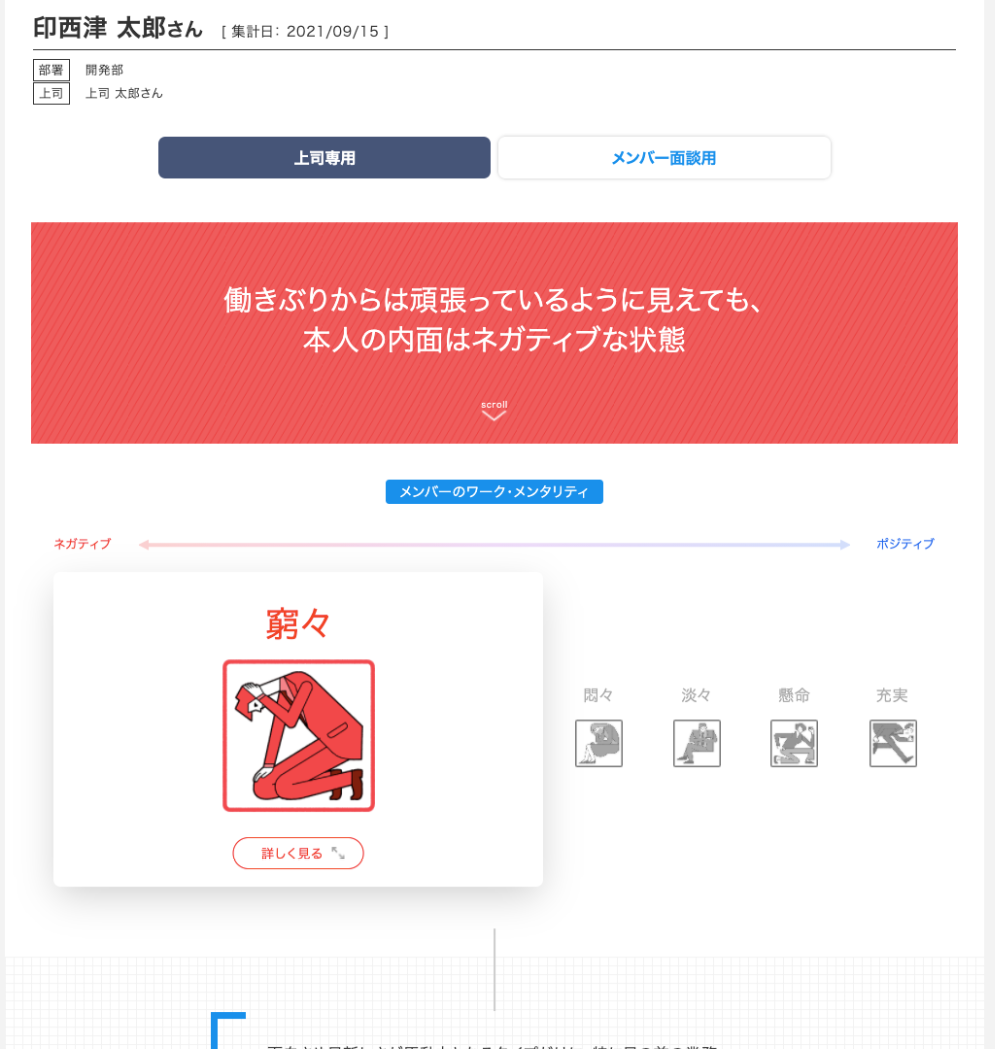 印西津 太郎さん [ 集計日: 2021/09/15 ]
部署 開発部
上司 上司 太郎さん
上司専用 メンバー面談用
働きぶりからは頑張っているように見えても、
本人の内面はネガティブな状態
scroll
メンバーのワーク・メンタリティ
ネガティブ ポジティブ
窮々
悶々 淡々 懸命 充実
詳しく見る